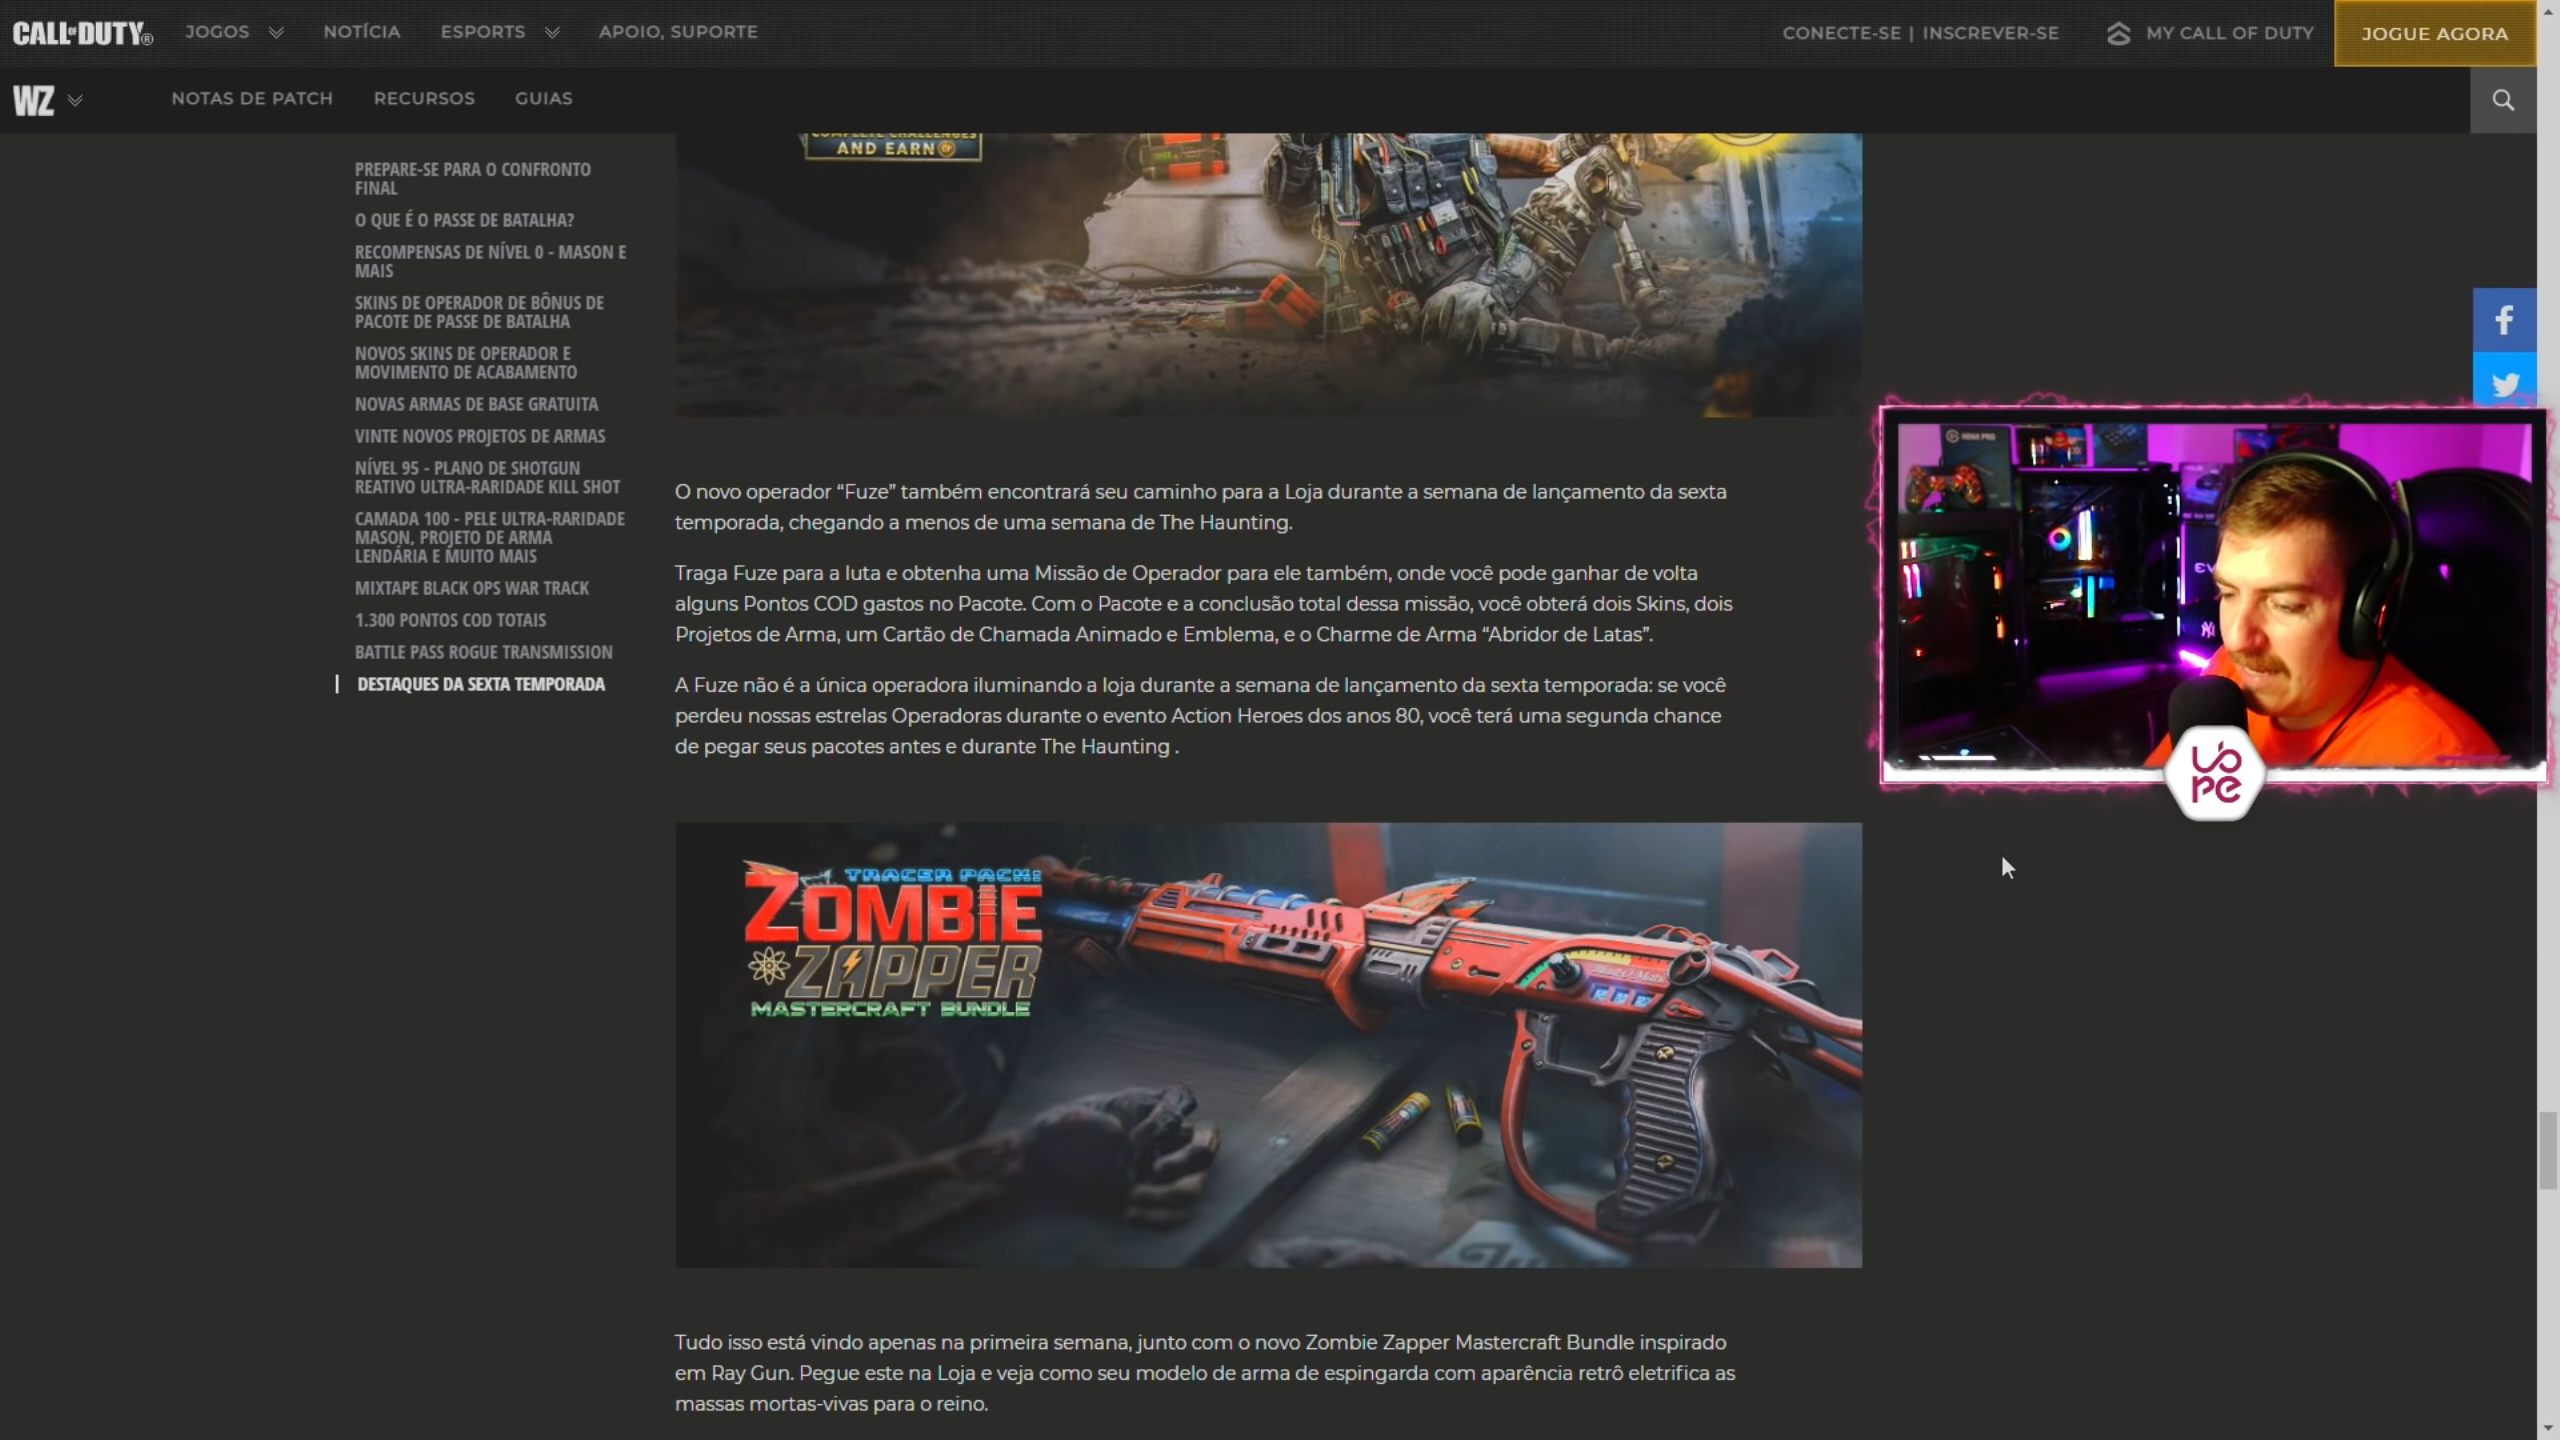 CALL OF DUTY®
JOGOS
NOTÍCIA
ESPORTS
APOIO, SUPORTE
CONECTE-SE | INSCREVER-SE
MY CALL OF DUTY
JOGUE AGORA
WZ
NOTAS DE PATCH
RECURSOS
GUIAS
PREPARE-SE PARA O CONFRONTO
FINAL
O QUE É O PASSE DE BATALHA?
RECOMPENSAS DE NÍVEL 0 - MASON E
MAIS
SKINS DE OPERADOR DE BÔNUS DE
PACOTE DE PASSE DE BATALHA
NOVOS SKINS DE OPERADOR E
MOVIMENTO DE ACABAMENTO
NOVAS ARMAS DE BASE GRATUITA
VINTE NOVOS PROJETOS DE ARMAS
NÍVEL 95 - PLANO DE SHOTGUN
REATIVO ULTRA-RARIDADE KILL SHOT
CAMADA 100 - PELE ULTRA-RARIDADE
MASON, PROJETO DE ARMA
LENDÁRIA E MUITO MAIS
MIXTAPE BLACK OPS WAR TRACK
1.300 PONTOS COD TOTAIS
BATTLE PASS ROGUE TRANSMISSION
DESTAQUES DA SEXTA TEMPORADA
COMPLETE CHALLENGES
AND EARN CP
O novo operador “Fuze” também encontrará seu caminho para a Loja durante a semana de lançamento da sexta
temporada, chegando a menos de uma semana de The Haunting.
Traga Fuze para a luta e obtenha uma Missão de Operador para ele também, onde você pode ganhar de volta
alguns Pontos COD gastos no Pacote. Com o Pacote e a conclusão total dessa missão, você obterá dois Skins, dois
Projetos de Arma, um Cartão de Chamada Animado e Emblema, e o Charme de Arma “Abridor de Latas”.
A Fuze não é a única operadora iluminando a loja durante a semana de lançamento da sexta temporada: se você
perdeu nossas estrelas Operadoras durante o evento Action Heroes dos anos 80, você terá uma segunda chance
de pegar seus pacotes antes e durante The Haunting .
TRACER PACK:
ZOMBIE
ZAPPER
MASTERCRAFT BUNDLE
Tudo isso está vindo apenas na primeira semana, junto com o novo Zombie Zapper Mastercraft Bundle inspirado
em Ray Gun. Pegue este na Loja e veja como seu modelo de arma de espingarda com aparência retrô eletrifica as
massas mortas-vivas para o reino.